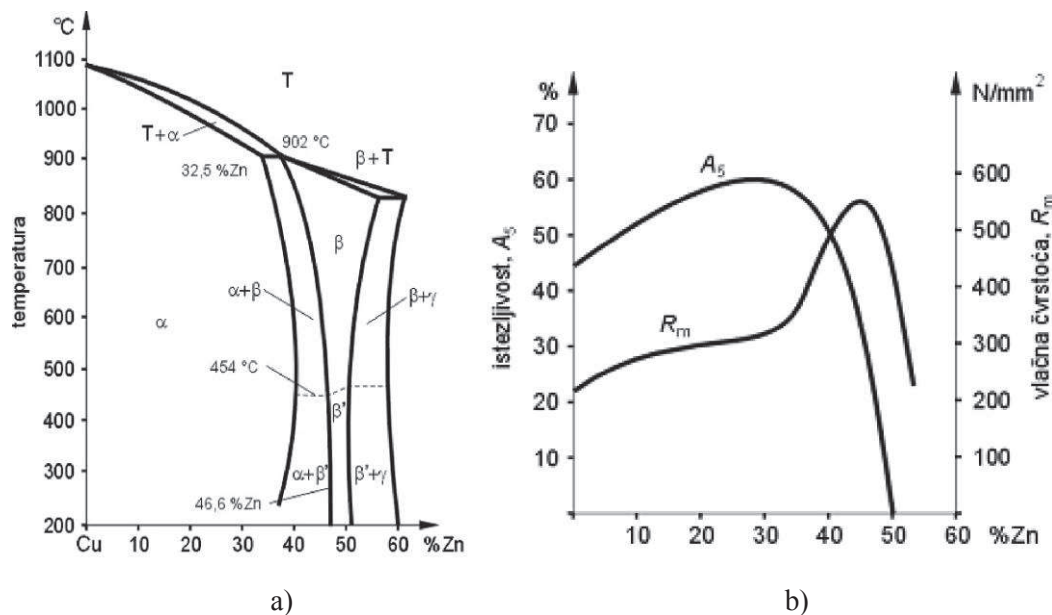 °C
1100
1000
900
800
700
600
500
400
300
200
temperatura
T
T+α
902 °C
β+T
32,5 %Zn
β
α+β
β+γ
α
454 °C
β'
α+β'
β'+γ
46,6 %Zn
Cu
10
20
30
40
50
60
%Zn
a)
%
70
60
50
40
30
20
10
istezljivost, A₅
A₅
Rₘ
N/mm²
600
500
400
300
200
100
vlačna čvrstoća, Rₘ
10
20
30
40
50
60
%Zn
b)